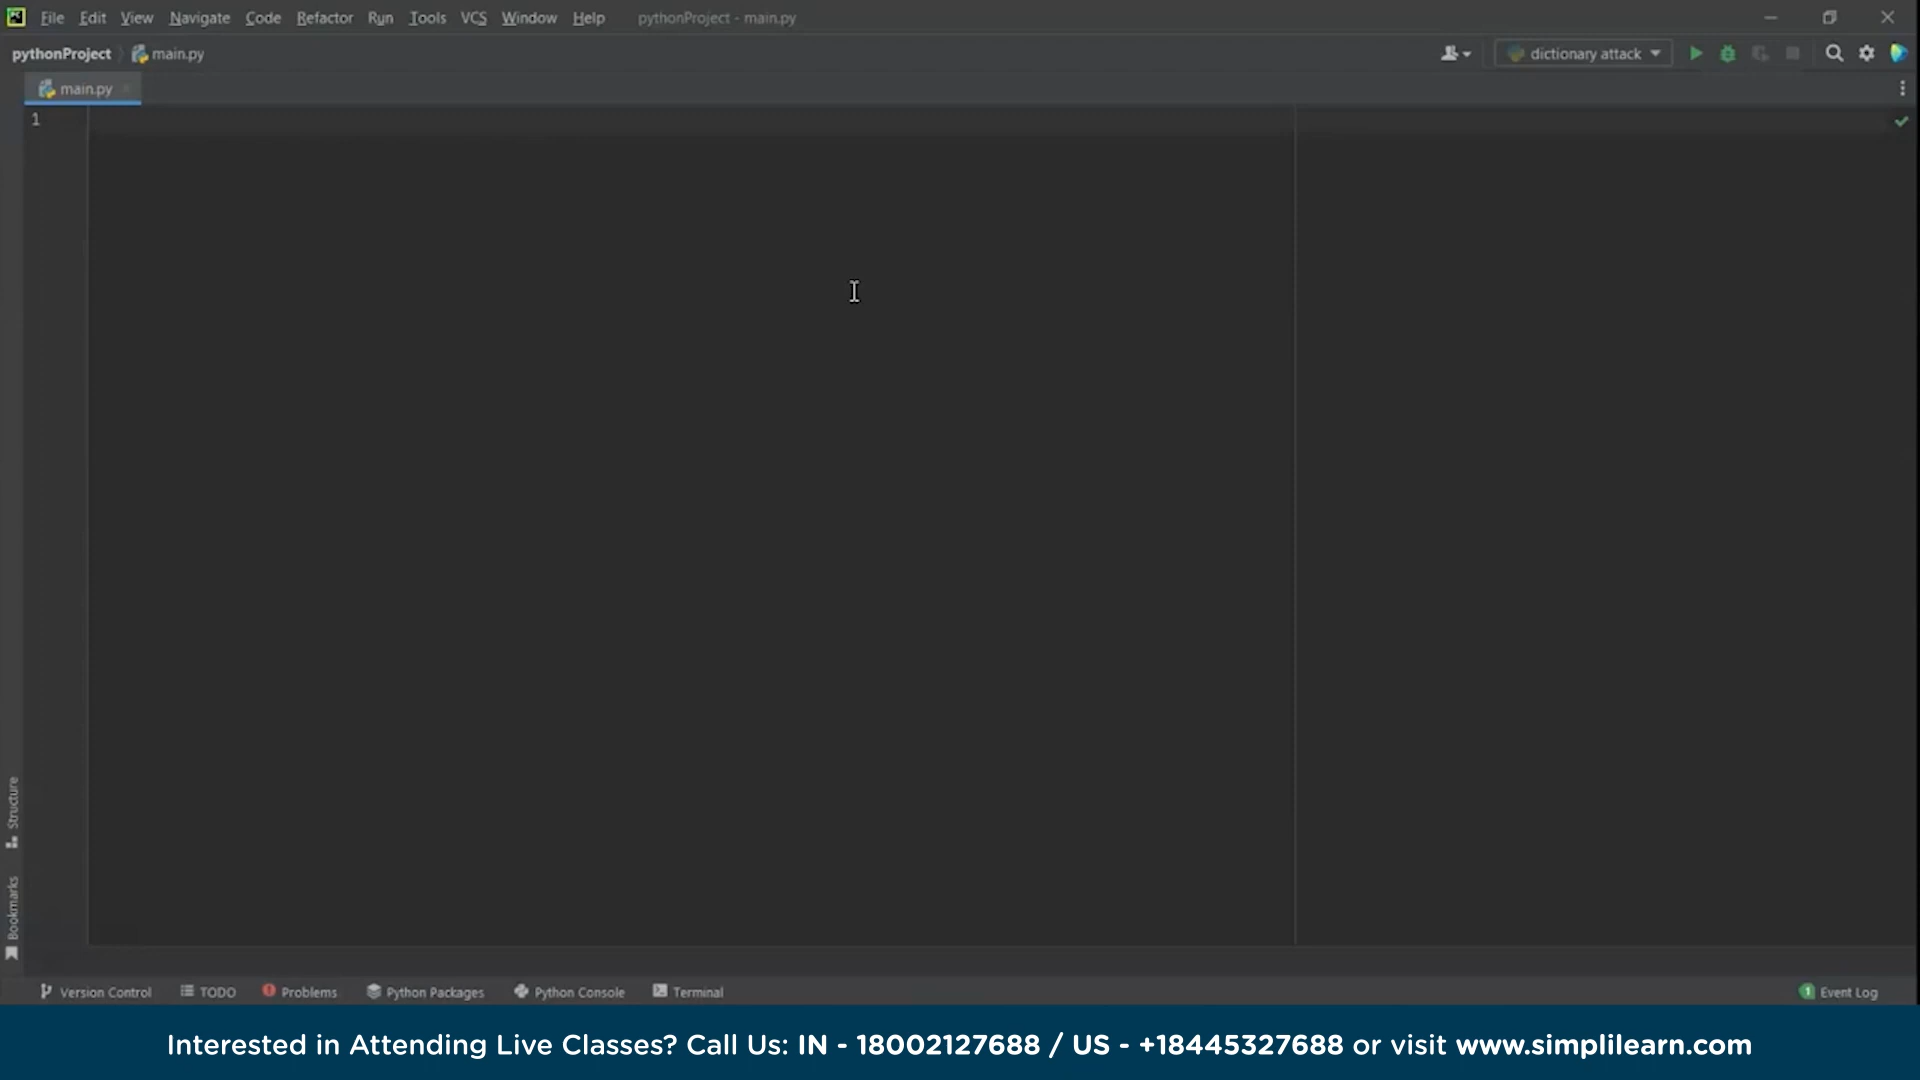 File Edit View Navigate Code Refactor Run Tools VCS Window Help pythonProject - main.py
pythonProject main.py dictionary attack
main.py
1
Structure
Bookmarks
Version Control TODO Problems Python Packages Python Console Terminal 1 Event Log
Interested in Attending Live Classes? Call Us: IN - 18002127688 / US - +18445327688 or visit www.simplilearn.com